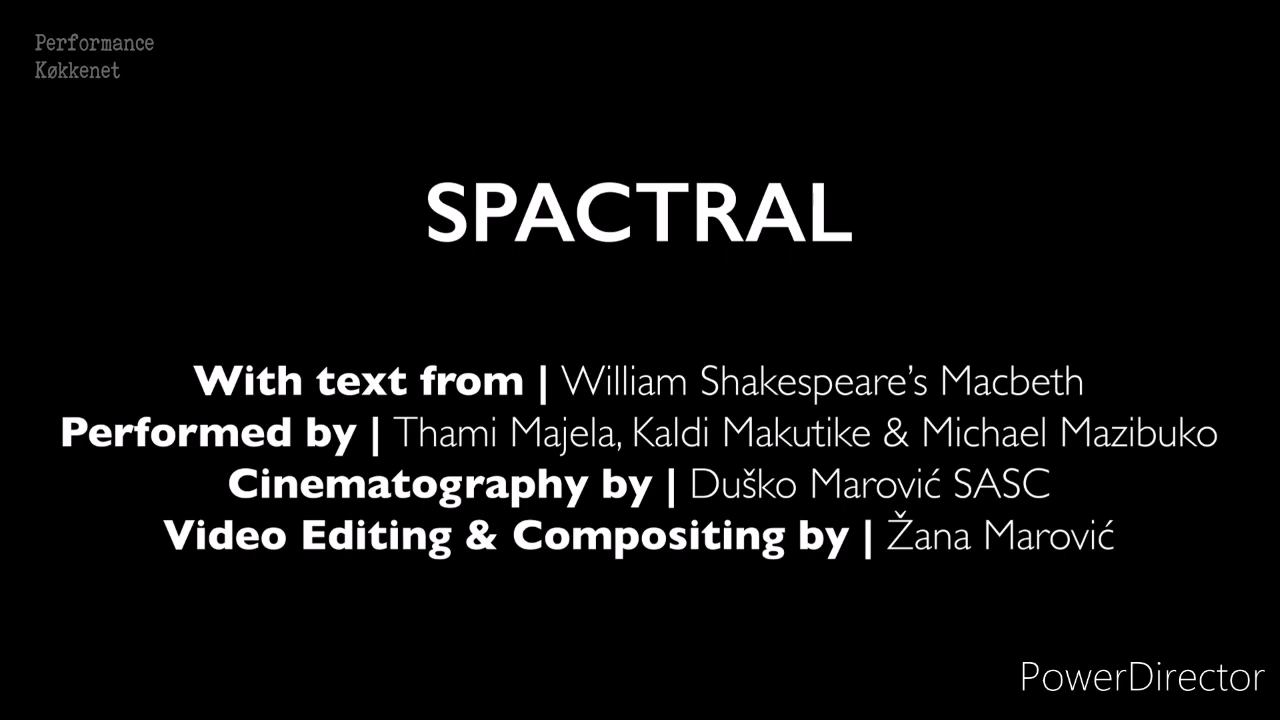 Performance
Køkkenet
SPACTRAL
With text from | William Shakespeare’s Macbeth
Performed by | Thami Majela, Kaldi Makutike & Michael Mazibuko
Cinematography by | Duško Marović SASC
Video Editing & Compositing by | Žana Marović
PowerDirector